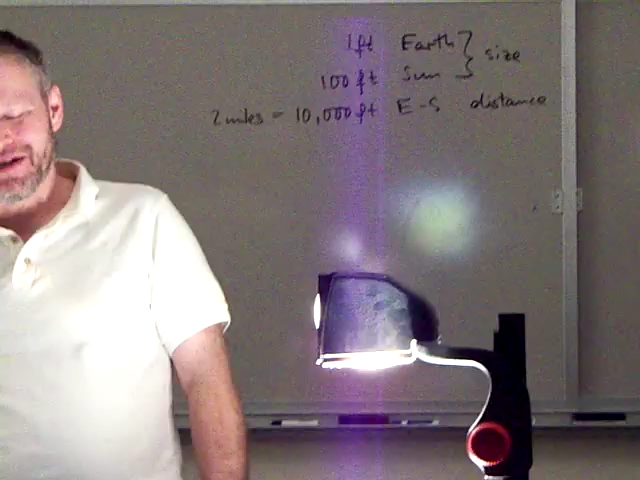 1ft Earth } size
100ft Sun
2 miles = 10,000ft E-S distance